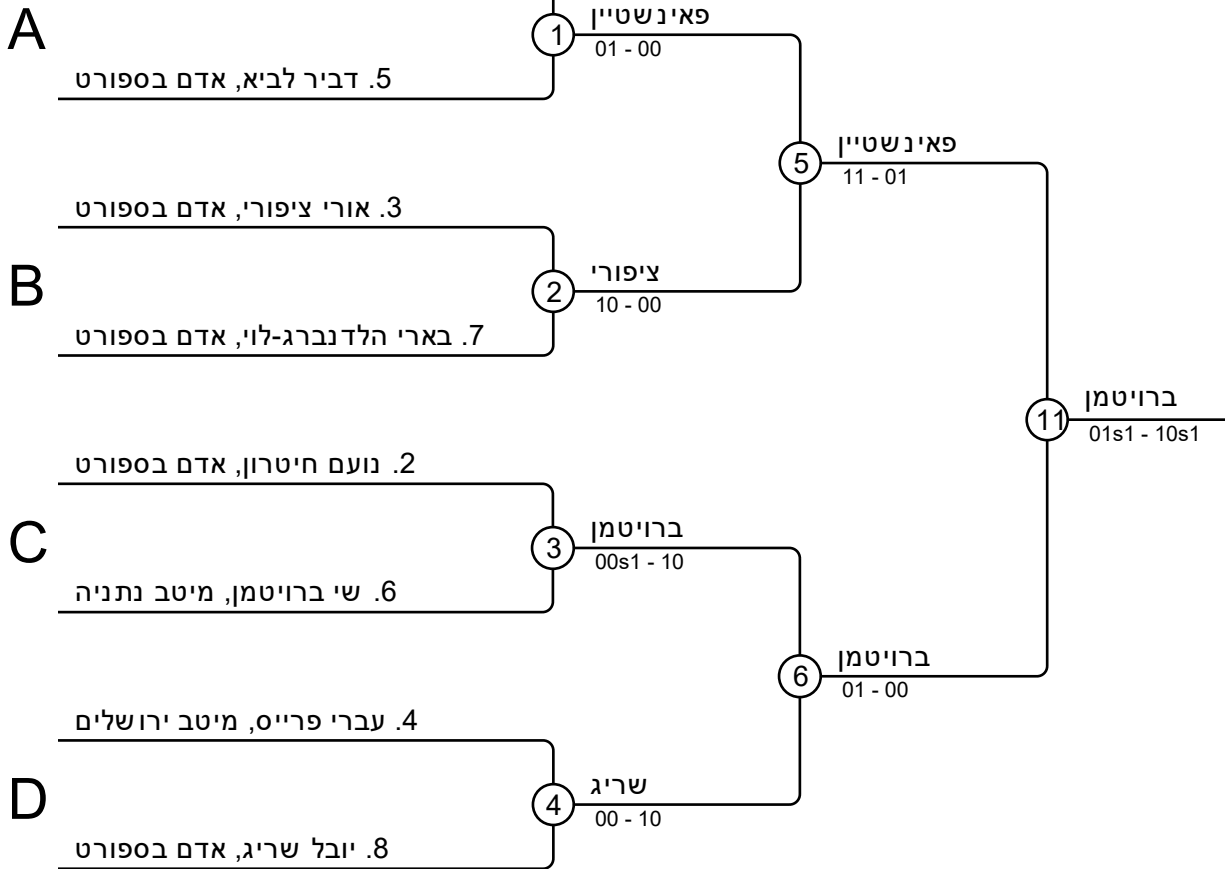 A
1
פאינשטיין
01 - 00
5. דביר לביא, אדם בספורט
5
פאינשטיין
11 - 01
3. אורי ציפורי, אדם בספורט
B
2
ציפורי
10 - 00
7. בארי הלדנברג-לוי, אדם בספורט
11
ברויטמן
01s1 - 10s1
2. נועם חיטרון, אדם בספורט
C
3
ברויטמן
00s1 - 10
6. שי ברויטמן, מיטב נתניה
6
ברויטמן
01 - 00
4. עברי פרייס, מיטב ירושלים
D
4
שריג
00 - 10
8. יובל שריג, אדם בספורט